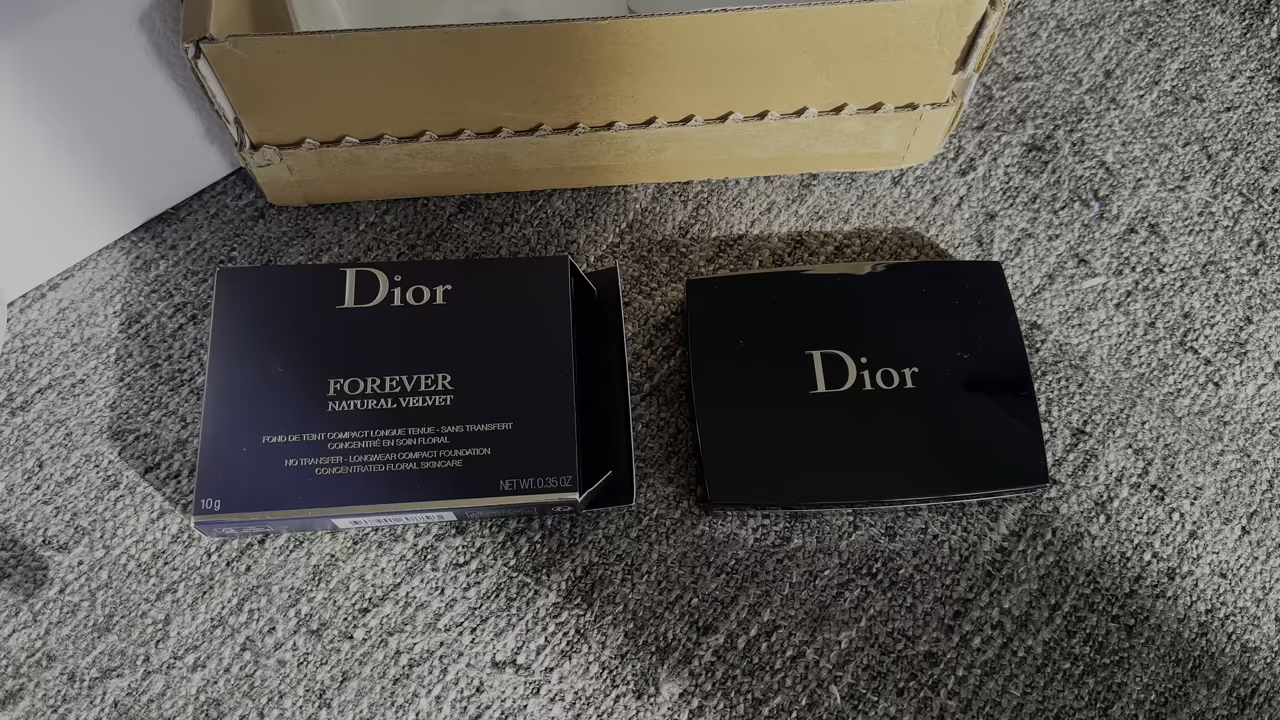 Dior
FOREVER
NATURAL VELVET
FOND DE TEINT COMPACT LONGUE TENUE - SANS TRANSFERT
CONCENTRÉ EN SOIN FLORAL
NO TRANSFER - LONGWEAR COMPACT FOUNDATION
CONCENTRATED FLORAL SKINCARE
NET WT. 0.35 OZ
10 g
Dior